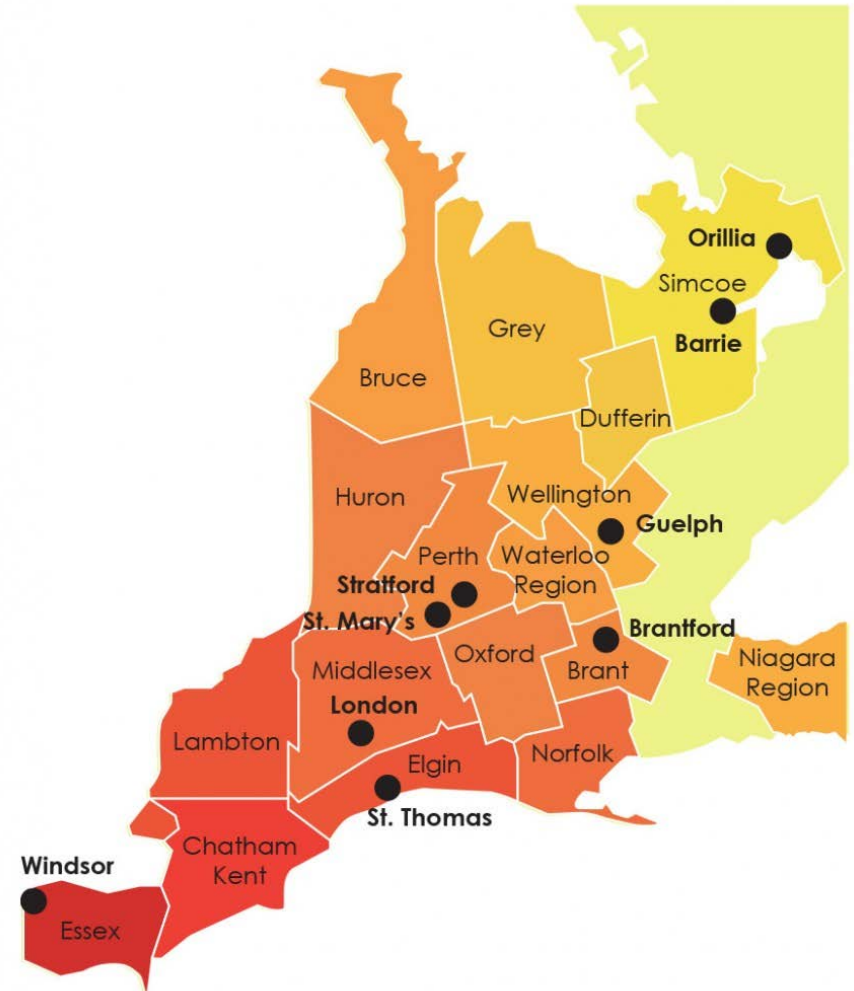 Orillia
Simcoe
Barrie
Grey
Bruce
Dufferin
Huron
Wellington
Guelph
Perth
Waterloo
Region
Stratford
St. Mary's
Brantford
Oxford
Brant
Niagara
Region
Middlesex
London
Lambton
Elgin
Norfolk
St. Thomas
Chatham
Kent
Windsor
Essex